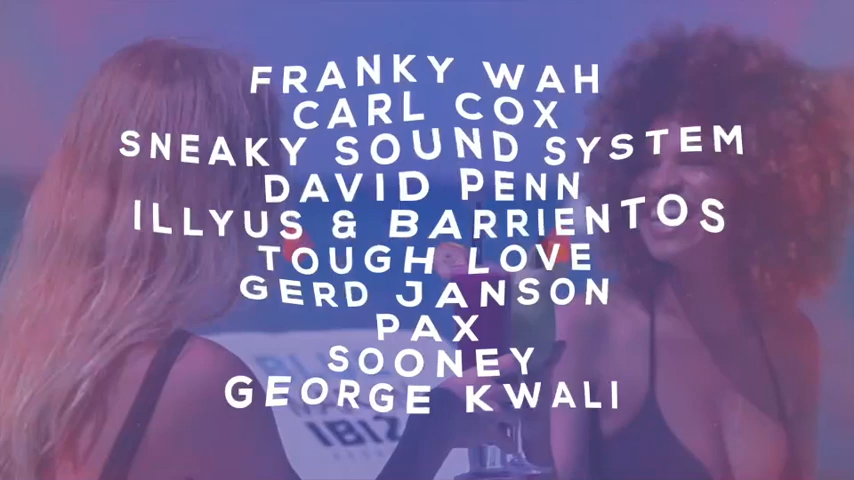 FRANKY WAH
CARL COX
SNEAKY SOUND SYSTEM
DAVID PENN
ILLYUS & BARRIENTOS
TOUGH LOVE
GERD JANSON
PAX
SOONEY
GEORGE KWALI